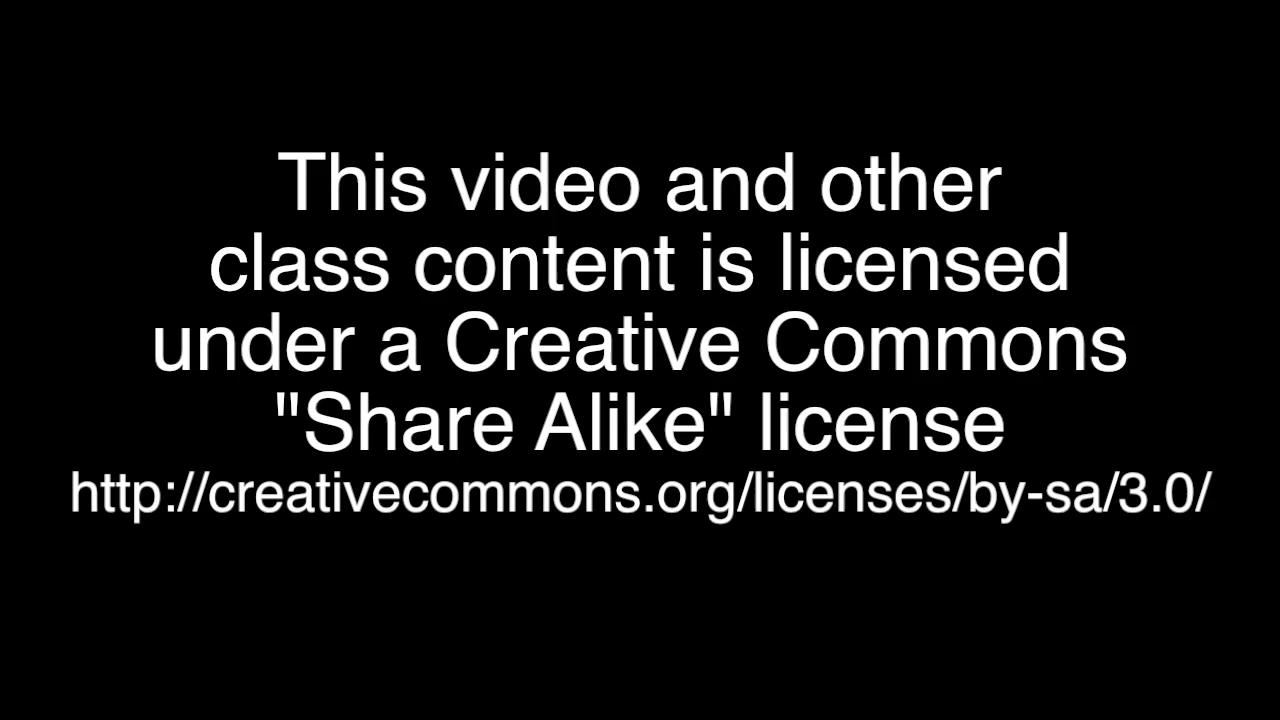 This video and other
class content is licensed
under a Creative Commons
"Share Alike" license
http://creativecommons.org/licenses/by-sa/3.0/